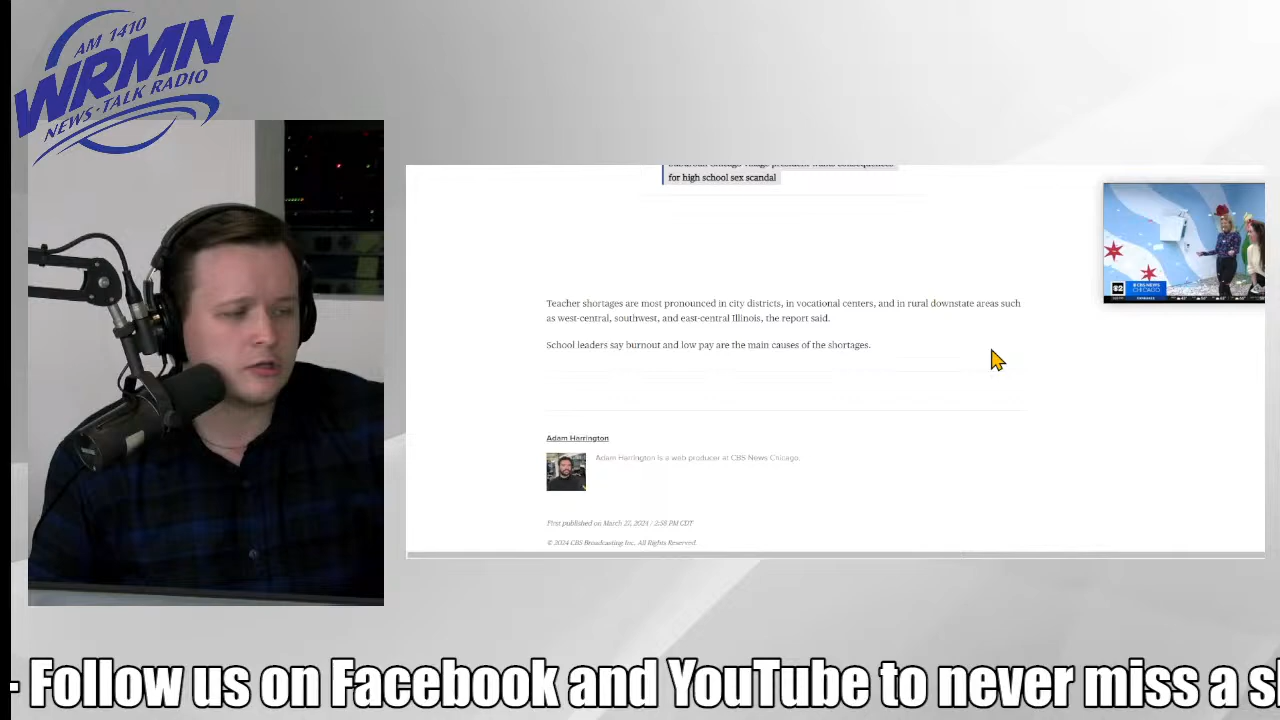 AM 1410
WRMN
NEWS·TALK RADIO
for high school sex scandal
Teacher shortages are most pronounced in city districts, in vocational centers, and in rural downstate areas such
as west-central, southwest, and east-central Illinois, the report said.
School leaders say burnout and low pay are the main causes of the shortages.
Adam Harrington
Adam Harrington is a web producer at CBS News Chicago.
First published on March 27, 2024 / 2:58 PM CDT
© 2024 CBS Broadcasting Inc. All Rights Reserved.
CBS NEWS
CHICAGO
- Follow us on Facebook and YouTube to never miss a s